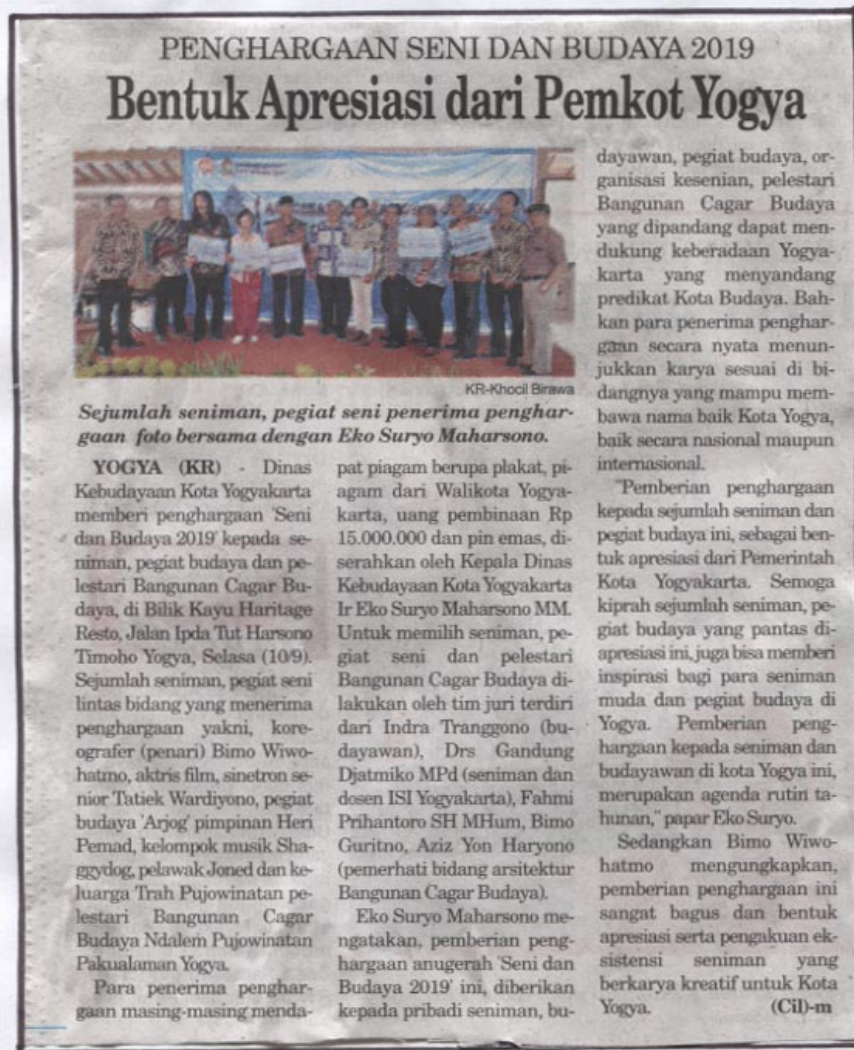 PENGHARGAAN SENI DAN BUDAYA 2019
Bentuk Apresiasi dari Pemkot Yogya
KR-Khocil Birawa
Sejumlah seniman, pegiat seni penerima penghar-
gaan foto bersama dengan Eko Suryo Maharsono.
YOGYA (KR) - Dinas
Kebudayaan Kota Yogyakarta
memberi penghargaan 'Seni
dan Budaya 2019' kepada se-
niman, pegiat budaya dan pe-
lestari Bangunan Cagar Bu-
daya, di Bilik Kayu Haritage
Resto, Jalan Ipda Tut Harsono
Timoho Yogya, Selasa (10/9).
Sejumlah seniman, pegiat seni
lintas bidang yang menerima
penghargaan yakni, kore-
ografer (penari) Bimo Wiwo-
hatmo, aktris film, sinetron se-
nior Tatiek Wardiyono, pegiat
budaya 'Arjog' pimpinan Heri
Pemad, kelompok musik Sha-
ggydog, pelawak Joned dan ke-
luarga Trah Pujowinatan pe-
lestari Bangunan Cagar
Budaya Ndalem Pujowinatan
Pakualaman Yogya.
Para penerima penghar-
gaan masing-masing menda-
pat piagam berupa plakat, pi-
agam dari Walikota Yogya-
karta, uang pembinaan Rp
15.000.000 dan pin emas, di-
serahkan oleh Kepala Dinas
Kebudayaan Kota Yogyakarta
Ir Eko Suryo Maharsono MM.
Untuk memilih seniman, pe-
giat seni dan pelestari
Bangunan Cagar Budaya di-
lakukan oleh tim juri terdiri
dari Indra Tranggono (bu-
dayawan), Drs Gandung
Djatmiko MPd (seniman dan
dosen ISI Yogyakarta), Fahmi
Prihantoro SH MHum, Bimo
Guritno, Aziz Yon Haryono
(pemerhati bidang arsitektur
Bangunan Cagar Budaya).
Eko Suryo Maharsono me-
ngatakan, pemberian peng-
hargaan anugerah 'Seni dan
Budaya 2019' ini, diberikan
kepada pribadi seniman, bu-
dayawan, pegiat budaya, or-
ganisasi kesenian, pelestari
Bangunan Cagar Budaya
yang dipandang dapat men-
dukung keberadaan Yogya-
karta yang menyandang
predikat Kota Budaya. Bah-
kan para penerima penghar-
gaan secara nyata menun-
jukkan karya sesuai di bi-
dangnya yang mampu mem-
bawa nama baik Kota Yogya,
baik secara nasional maupun
internasional.
"Pemberian penghargaan
kepada sejumlah seniman dan
pegiat budaya ini, sebagai ben-
tuk apresiasi dari Pemerintah
Kota Yogyakarta. Semoga
kiprah sejumlah seniman, pe-
giat budaya yang pantas di-
apresiasi ini, juga bisa memberi
inspirasi bagi para seniman
muda dan pegiat budaya di
Yogya. Pemberian peng-
hargaan kepada seniman dan
budayawan di kota Yogya ini,
merupakan agenda rutin ta-
hunan," papar Eko Suryo.
Sedangkan Bimo Wiwo-
hatmo mengungkapkan,
pemberian penghargaan ini
sangat bagus dan bentuk
apresiasi serta pengakuan ek-
sistensi seniman yang
berkarya kreatif untuk Kota
Yogya. (Cil)-m